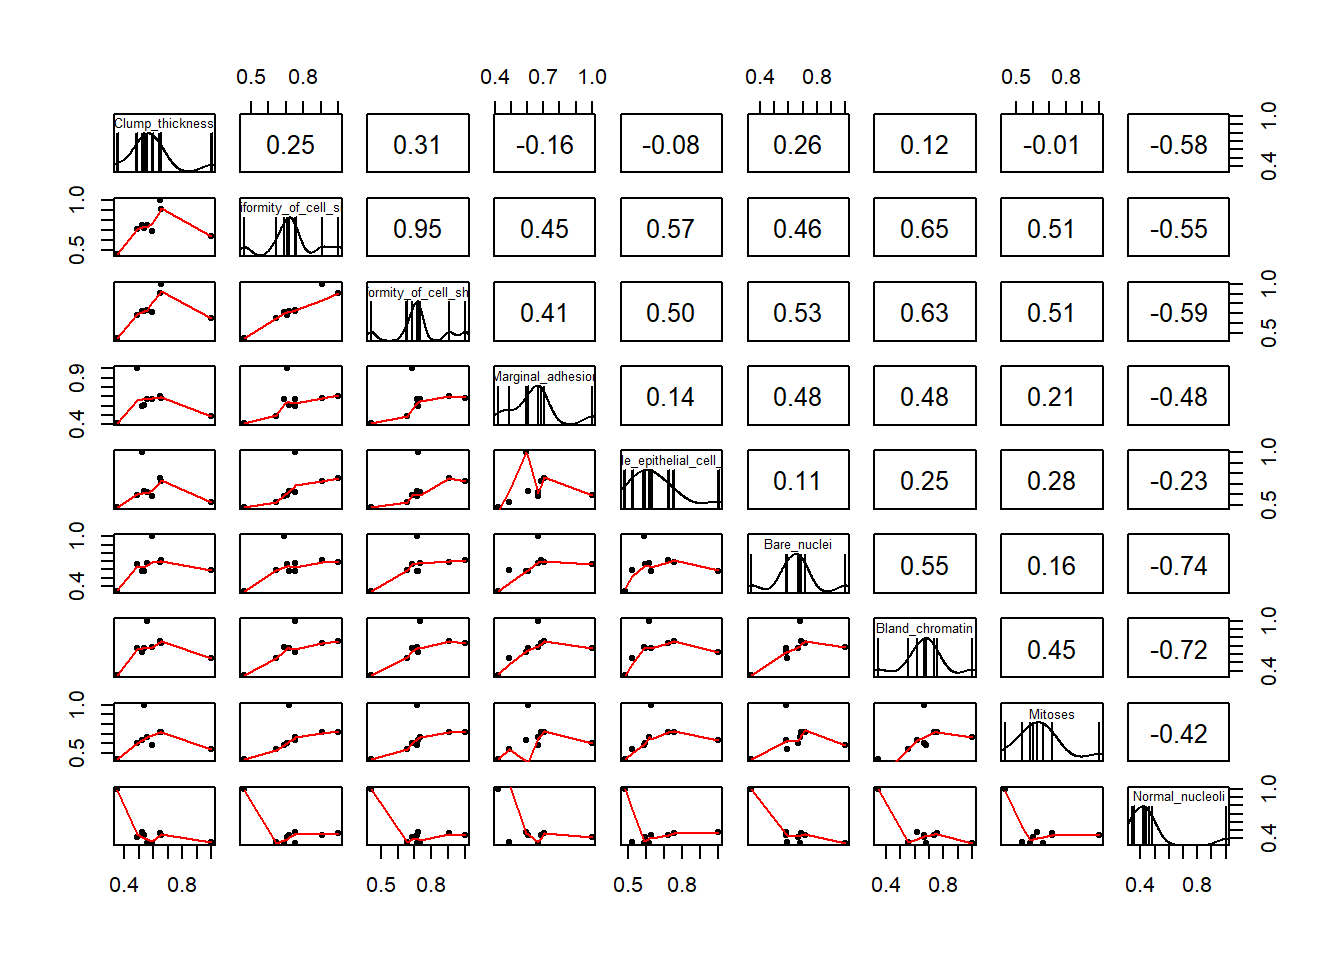 0.5 0.8 0.4 0.7 1.0 0.4 0.8 0.5 0.8
Clump_thickness 0.25 0.31 -0.16 -0.08 0.26 0.12 -0.01 -0.58 0.4 1.0
0.5 1.0 iformity_of_cell_s 0.95 0.45 0.57 0.46 0.65 0.51 -0.55
formity_of_cell_sh 0.41 0.50 0.53 0.63 0.51 -0.59 0.5 1.0
0.4 0.9 Marginal_adhesion 0.14 0.48 0.48 0.21 -0.48
le_epithelial_cell_ 0.11 0.25 0.28 -0.23 0.5 1.0
0.4 1.0 Bare_nuclei 0.55 0.16 -0.74
Bland_chromatin 0.45 -0.72 0.4 1.0
0.5 1.0 Mitoses -0.42
Normal_nucleoli 0.4 1.0
0.4 0.8 0.5 0.8 0.5 0.8 0.4 0.8 0.4 0.8